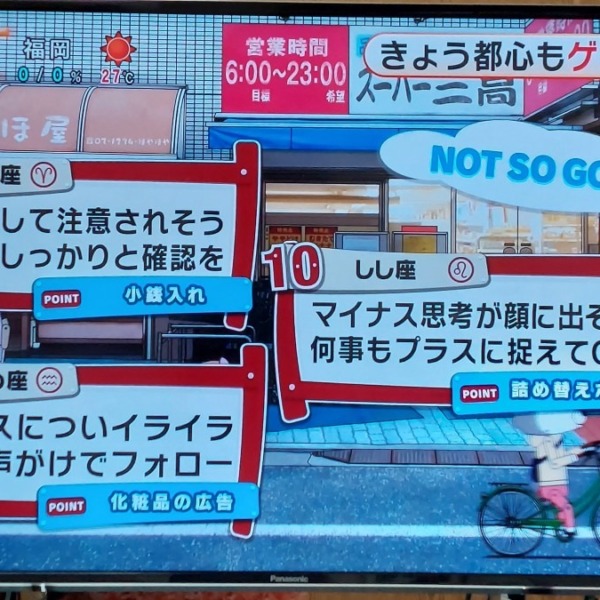 福岡
0/0% 27℃
営業時間
6:00~23:00
目標 希望
スーパー三高
きょう都心もゲ
ほ屋
NOT SO GO
座 ♈
して注意されそう
しっかりと確認を
POINT 小銭入れ
10 しし座 ♌
マイナス思考が顔に出そ
何事もプラスに捉えて
POINT 詰め替え
座 ♒
スについイライラ
声がけでフォロー
POINT 化粧品の広告
Panasonic